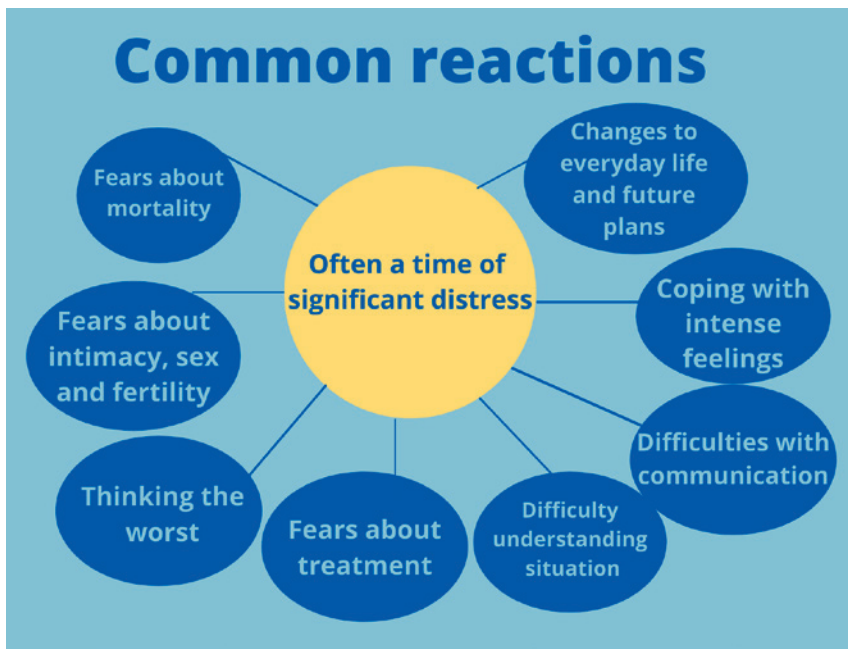 Common reactions
Fears about
mortality
Changes to
everyday life
and future
plans
Often a time of
significant distress
Fears about
intimacy, sex
and fertility
Coping with
intense
feelings
Thinking the
worst
Fears about
treatment
Difficulty
understanding
situation
Difficulties with
communication